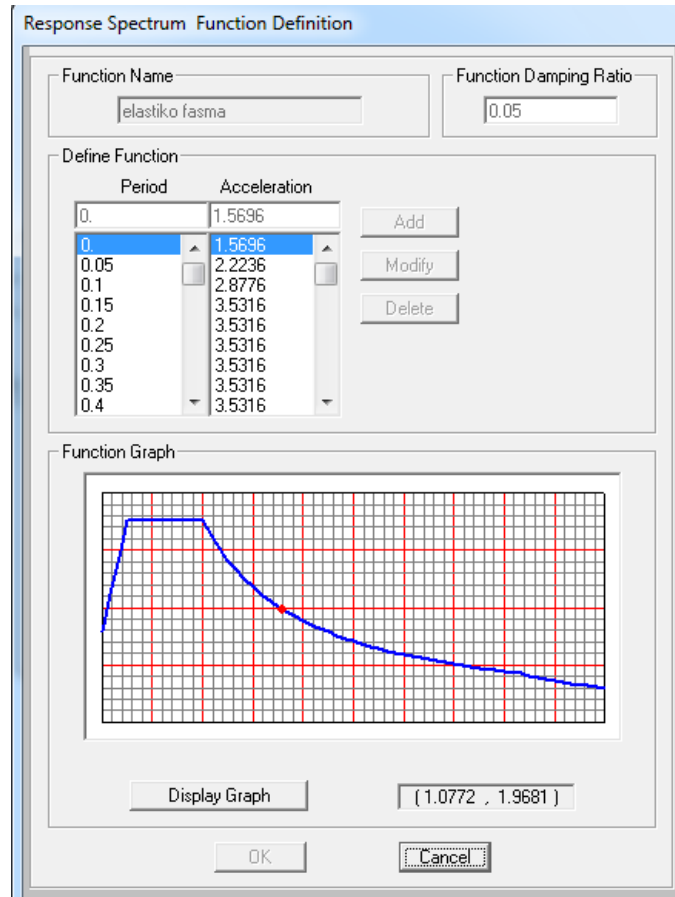 Response Spectrum Function Definition
Function Name
Function Damping Ratio
elastiko fasma
0.05
Define Function
Period Acceleration
0. 1.5696
Add
0. 1.5696
0.05 2.2236
Modify
0.1 2.8776
0.15 3.5316
Delete
0.2 3.5316
0.25 3.5316
0.3 3.5316
0.35 3.5316
0.4 3.5316
Function Graph
Display Graph
( 1.0772 , 1.9681 )
OK
Cancel